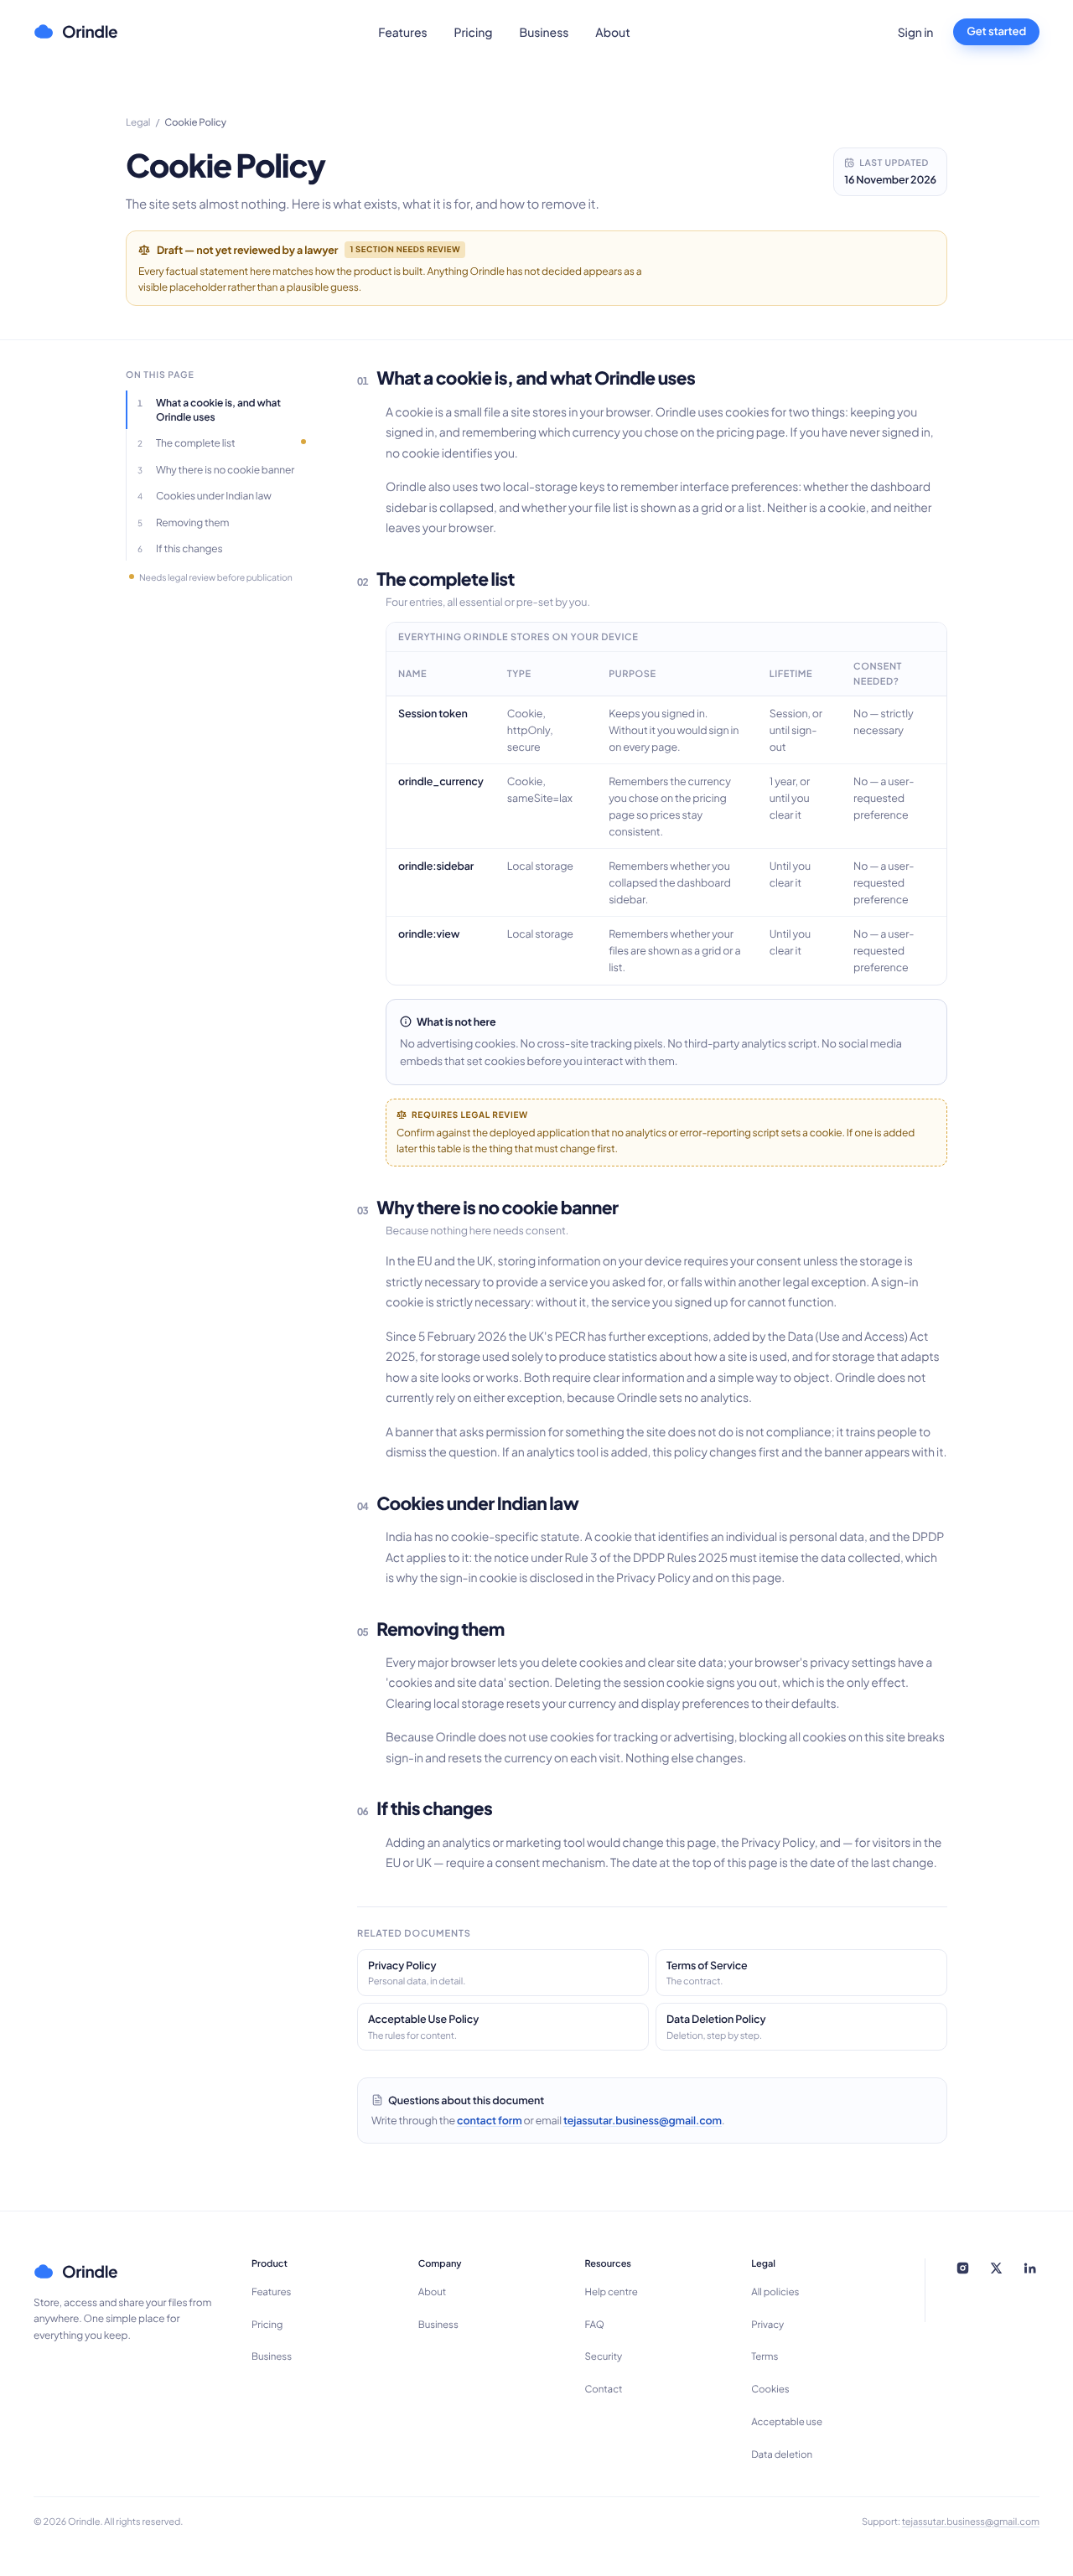 Orindle
Features
Pricing
Business
About
Sign in
Get started
Legal / Cookie Policy
Cookie Policy
LAST UPDATED
16 November 2026
The site sets almost nothing. Here is what exists, what it is for, and how to remove it.
Draft — not yet reviewed by a lawyer
1 SECTION NEEDS REVIEW
Every factual statement here matches how the product is built. Anything Orindle has not decided appears as a
visible placeholder rather than a plausible guess.
ON THIS PAGE
1 What a cookie is, and what
Orindle uses
2 The complete list
3 Why there is no cookie banner
4 Cookies under Indian law
5 Removing them
6 If this changes
Needs legal review before publication
01 What a cookie is, and what Orindle uses
A cookie is a small file a site stores in your browser. Orindle uses cookies for two things: keeping you
signed in, and remembering which currency you chose on the pricing page. If you have never signed in,
no cookie identifies you.
Orindle also uses two local-storage keys to remember interface preferences: whether the dashboard
sidebar is collapsed, and whether your file list is shown as a grid or a list. Neither is a cookie, and neither
leaves your browser.
02 The complete list
Four entries, all essential or pre-set by you.
EVERYTHING ORINDLE STORES ON YOUR DEVICE
NAME
TYPE
PURPOSE
LIFETIME
CONSENT
NEEDED?
Session token
Cookie,
httpOnly,
secure
Keeps you signed in.
Without it you would sign in
on every page.
Session, or
until sign-
out
No — strictly
necessary
orindle_currency
Cookie,
sameSite=lax
Remembers the currency
you chose on the pricing
page so prices stay
consistent.
1 year, or
until you
clear it
No — a user-
requested
preference
orindle:sidebar
Local storage
Remembers whether you
collapsed the dashboard
sidebar.
Until you
clear it
No — a user-
requested
preference
orindle:view
Local storage
Remembers whether your
files are shown as a grid or a
list.
Until you
clear it
No — a user-
requested
preference
What is not here
No advertising cookies. No cross-site tracking pixels. No third-party analytics script. No social media
embeds that set cookies before you interact with them.
REQUIRES LEGAL REVIEW
Confirm against the deployed application that no analytics or error-reporting script sets a cookie. If one is added
later this table is the thing that must change first.
03 Why there is no cookie banner
Because nothing here needs consent.
In the EU and the UK, storing information on your device requires your consent unless the storage is
strictly necessary to provide a service you asked for, or falls within another legal exception. A sign-in
cookie is strictly necessary: without it, the service you signed up for cannot function.
Since 5 February 2026 the UK's PECR has further exceptions, added by the Data (Use and Access) Act
2025, for storage used solely to produce statistics about how a site is used, and for storage that adapts
how a site looks or works. Both require clear information and a simple way to object. Orindle does not
currently rely on either exception, because Orindle sets no analytics.
A banner that asks permission for something the site does not do is not compliance; it trains people to
dismiss the question. If an analytics tool is added, this policy changes first and the banner appears with it.
04 Cookies under Indian law
India has no cookie-specific statute. A cookie that identifies an individual is personal data, and the DPDP
Act applies to it: the notice under Rule 3 of the DPDP Rules 2025 must itemise the data collected, which
is why the sign-in cookie is disclosed in the Privacy Policy and on this page.
05 Removing them
Every major browser lets you delete cookies and clear site data; your browser's privacy settings have a
'cookies and site data' section. Deleting the session cookie signs you out, which is the only effect.
Clearing local storage resets your currency and display preferences to their defaults.
Because Orindle does not use cookies for tracking or advertising, blocking all cookies on this site breaks
sign-in and resets the currency on each visit. Nothing else changes.
06 If this changes
Adding an analytics or marketing tool would change this page, the Privacy Policy, and — for visitors in the
EU or UK — require a consent mechanism. The date at the top of this page is the date of the last change.
RELATED DOCUMENTS
Privacy Policy
Personal data, in detail.
Terms of Service
The contract.
Acceptable Use Policy
The rules for content.
Data Deletion Policy
Deletion, step by step.
Questions about this document
Write through the contact form or email tejassutar.business@gmail.com.
Orindle
Store, access and share your files from
anywhere. One simple place for
everything you keep.
Product
Features
Pricing
Business
Company
About
Business
Resources
Help centre
FAQ
Security
Contact
Legal
All policies
Privacy
Terms
Cookies
Acceptable use
Data deletion
© 2026 Orindle. All rights reserved.
Support: tejassutar.business@gmail.com